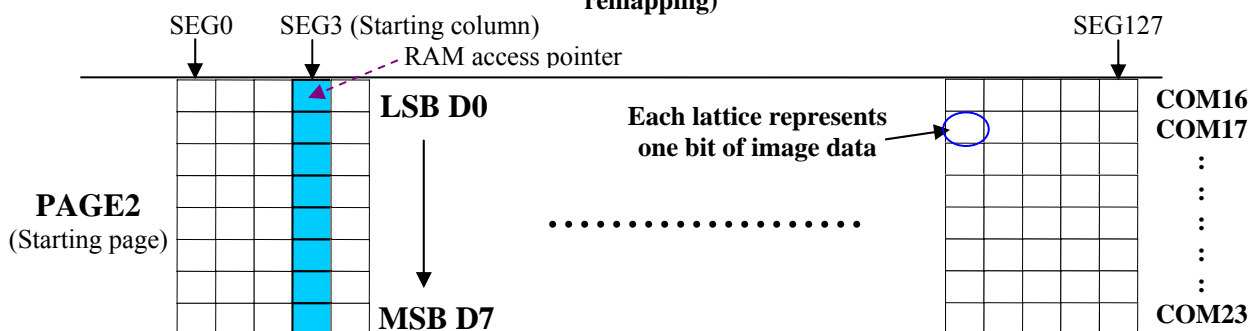 remapping)
SEG0 SEG3 (Starting column) SEG127
RAM access pointer
LSB D0
Each lattice represents
one bit of image data
COM16
COM17
:
:
:
:
:
PAGE2
(Starting page)
....................
MSB D7
COM23